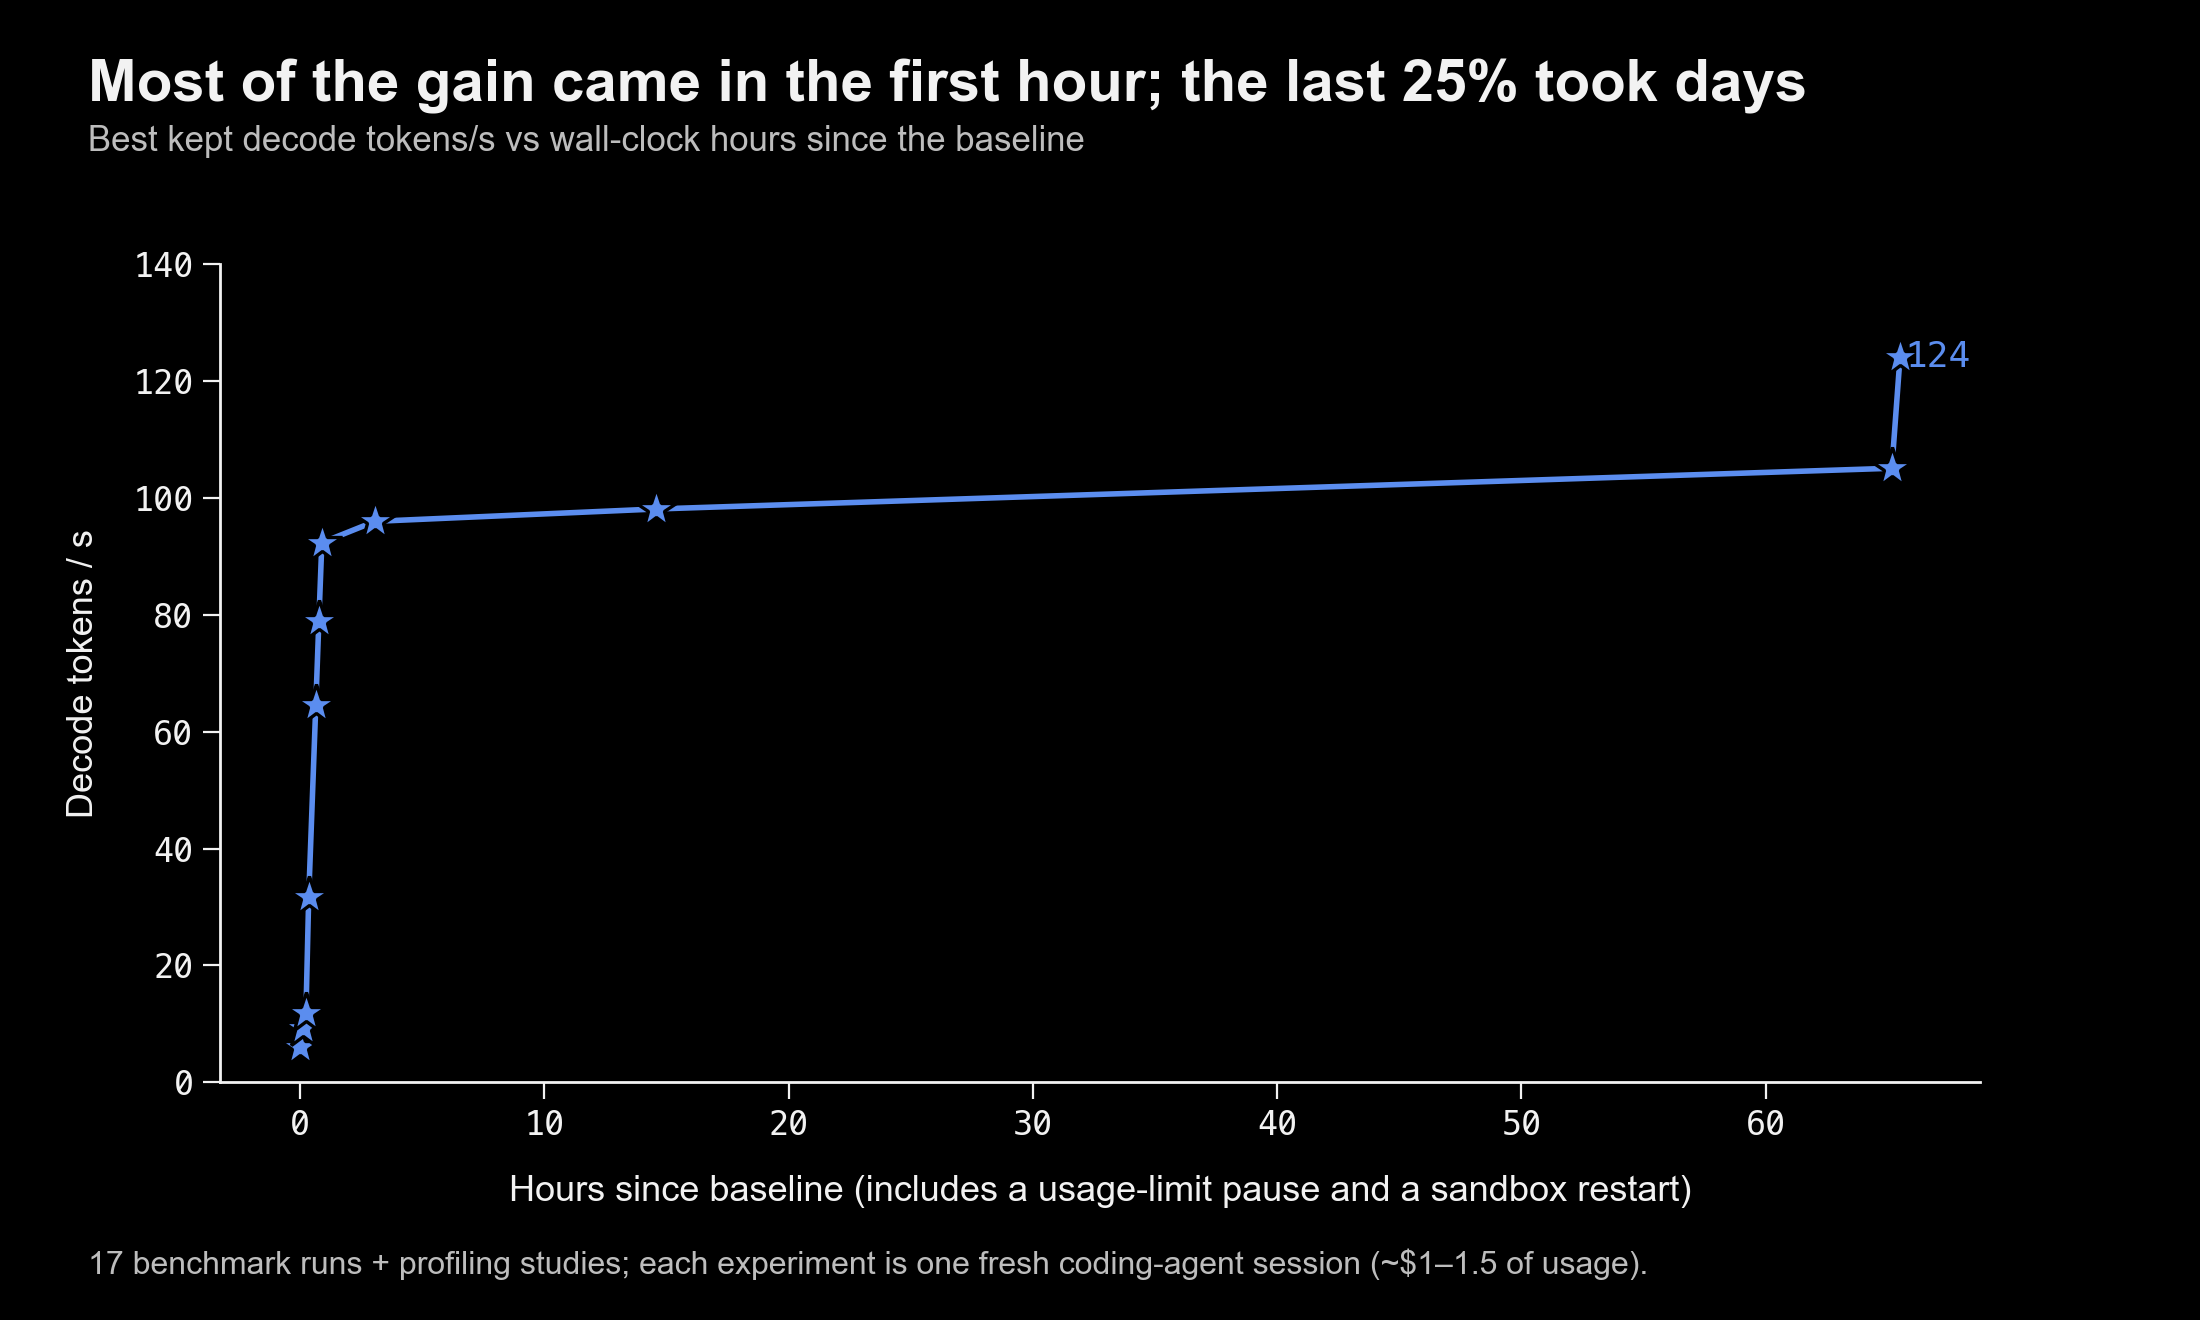 Most of the gain came in the first hour; the last 25% took days
Best kept decode tokens/s vs wall-clock hours since the baseline
140
120
100
80
60
40
20
0
Decode tokens / s
124
0 10 20 30 40 50 60
Hours since baseline (includes a usage-limit pause and a sandbox restart)
17 benchmark runs + profiling studies; each experiment is one fresh coding-agent session (~$1–1.5 of usage).